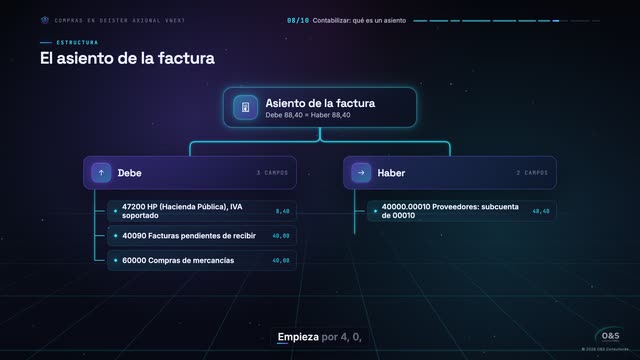 COMPRAS EN DEISTER AXIONAL VNEXT
08/10 Contabilizar: qué es un asiento
ESTRUCTURA
El asiento de la factura
Asiento de la factura
Debe 88,40 = Haber 88,40
Debe
3 CAMPOS
47200 HP (Hacienda Pública), IVA
soportado
8,40
40090 Facturas pendientes de recibir
40,00
60000 Compras de mercancías
40,00
Haber
2 CAMPOS
40000.00010 Proveedores: subcuenta
de 00010
48,40
Empieza por 4, 0,
O&S
© 2026 O&S Consultores